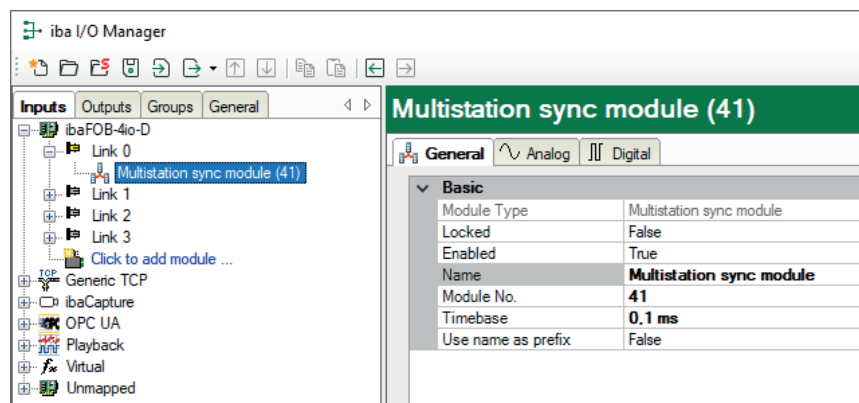 iba I/O Manager
Inputs Outputs Groups General
ibaFOB-4io-D
Link 0
Multistation sync module (41)
Link 1
Link 2
Link 3
Click to add module ...
TCP Generic TCP
ibaCapture
OPC UA
Playback
fx Virtual
Unmapped
Multistation sync module (41)
General Analog Digital
Basic
Module Type Multistation sync module
Locked False
Enabled True
Name Multistation sync module
Module No. 41
Timebase 0,1 ms
Use name as prefix False